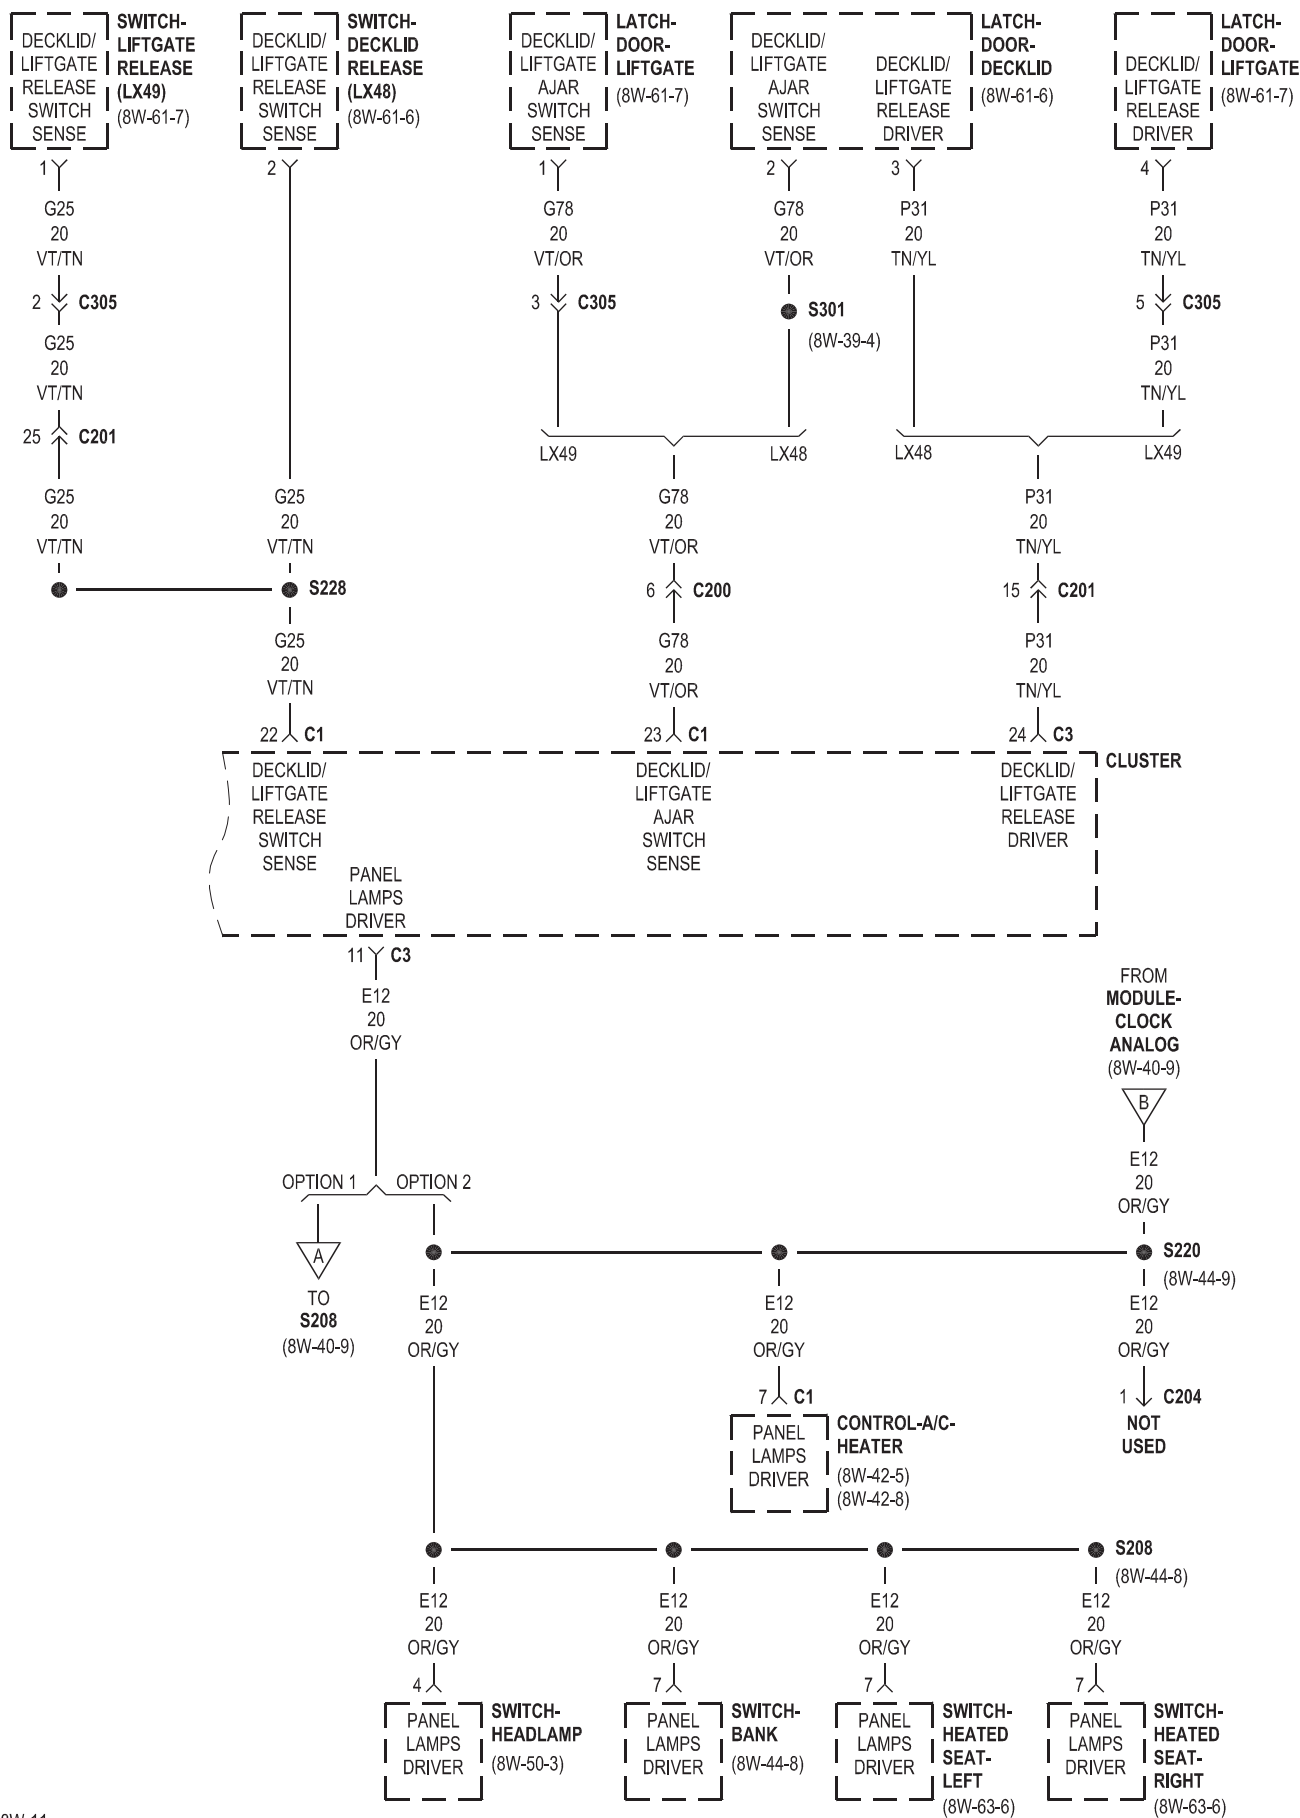 DECKLID/
LIFTGATE
RELEASE
SWITCH
SENSE
SWITCH-
LIFTGATE
RELEASE
(LX49)
(8W-61-7)
DECKLID/
LIFTGATE
RELEASE
SWITCH
SENSE
SWITCH-
DECKLID
RELEASE
(LX48)
(8W-61-6)
DECKLID/
LIFTGATE
AJAR
SWITCH
SENSE
LATCH-
DOOR-
LIFTGATE
(8W-61-7)
DECKLID/
LIFTGATE
AJAR
SWITCH
SENSE
DECKLID/
LIFTGATE
RELEASE
DRIVER
LATCH-
DOOR-
DECKLID
(8W-61-6)
DECKLID/
LIFTGATE
RELEASE
DRIVER
LATCH-
DOOR-
LIFTGATE
(8W-61-7)
1
G25
20
VT/TN
2 C305
G25
20
VT/TN
25 C201
G25
20
VT/TN
2
G25
20
VT/TN
S228
G25
20
VT/TN
22 C1
1
G78
20
VT/OR
3 C305
LX49
2
G78
20
VT/OR
S301
(8W-39-4)
LX48
G78
20
VT/OR
6 C200
G78
20
VT/OR
23 C1
3
P31
20
TN/YL
LX48
4
P31
20
TN/YL
5 C305
P31
20
TN/YL
LX49
P31
20
TN/YL
15 C201
P31
20
TN/YL
24 C3
CLUSTER
DECKLID/
LIFTGATE
RELEASE
SWITCH
SENSE
DECKLID/
LIFTGATE
AJAR
SWITCH
SENSE
DECKLID/
LIFTGATE
RELEASE
DRIVER
PANEL
LAMPS
DRIVER
11 C3
E12
20
OR/GY
OPTION 1 OPTION 2
A
TO
S208
(8W-40-9)
FROM
MODULE-
CLOCK
ANALOG
(8W-40-9)
B
E12
20
OR/GY
S220
(8W-44-9)
E12
20
OR/GY
E12
20
OR/GY
E12
20
OR/GY
7 C1
PANEL
LAMPS
DRIVER
CONTROL-A/C-
HEATER
(8W-42-5)
(8W-42-8)
1 C204
NOT
USED
S208
(8W-44-8)
E12
20
OR/GY
4
PANEL
LAMPS
DRIVER
SWITCH-
HEADLAMP
(8W-50-3)
E12
20
OR/GY
7
PANEL
LAMPS
DRIVER
SWITCH-
BANK
(8W-44-8)
E12
20
OR/GY
7
PANEL
LAMPS
DRIVER
SWITCH-
HEATED
SEAT-
LEFT
(8W-63-6)
E12
20
OR/GY
7
PANEL
LAMPS
DRIVER
SWITCH-
HEATED
SEAT-
RIGHT
(8W-63-6)